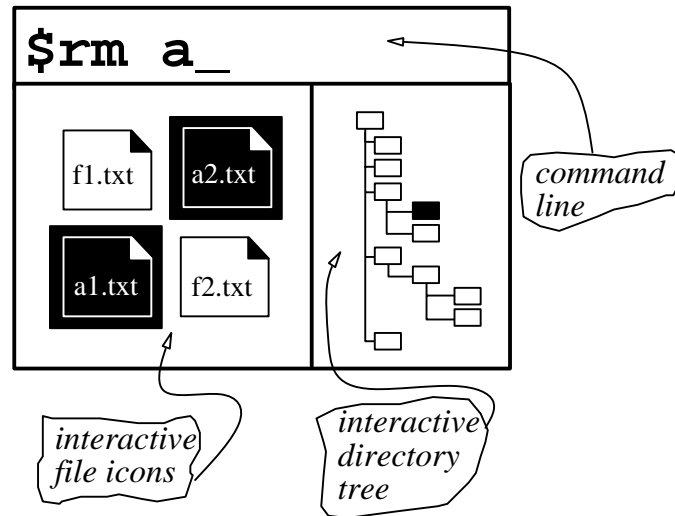 $rm a_
f1.txt
a2.txt
a1.txt
f2.txt
command
line
interactive
file icons
interactive
directory
tree